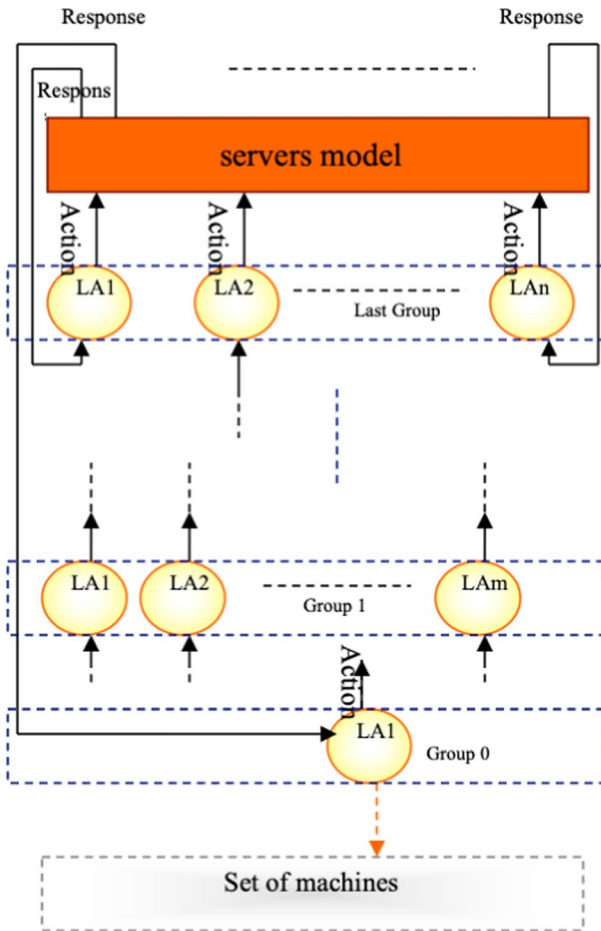 Response
Response
Respons
servers model
Action
Action
Action
LA1
LA2
LAn
Last Group
LA1
LA2
LAm
Group 1
Action
LA1
Group 0
Set of machines